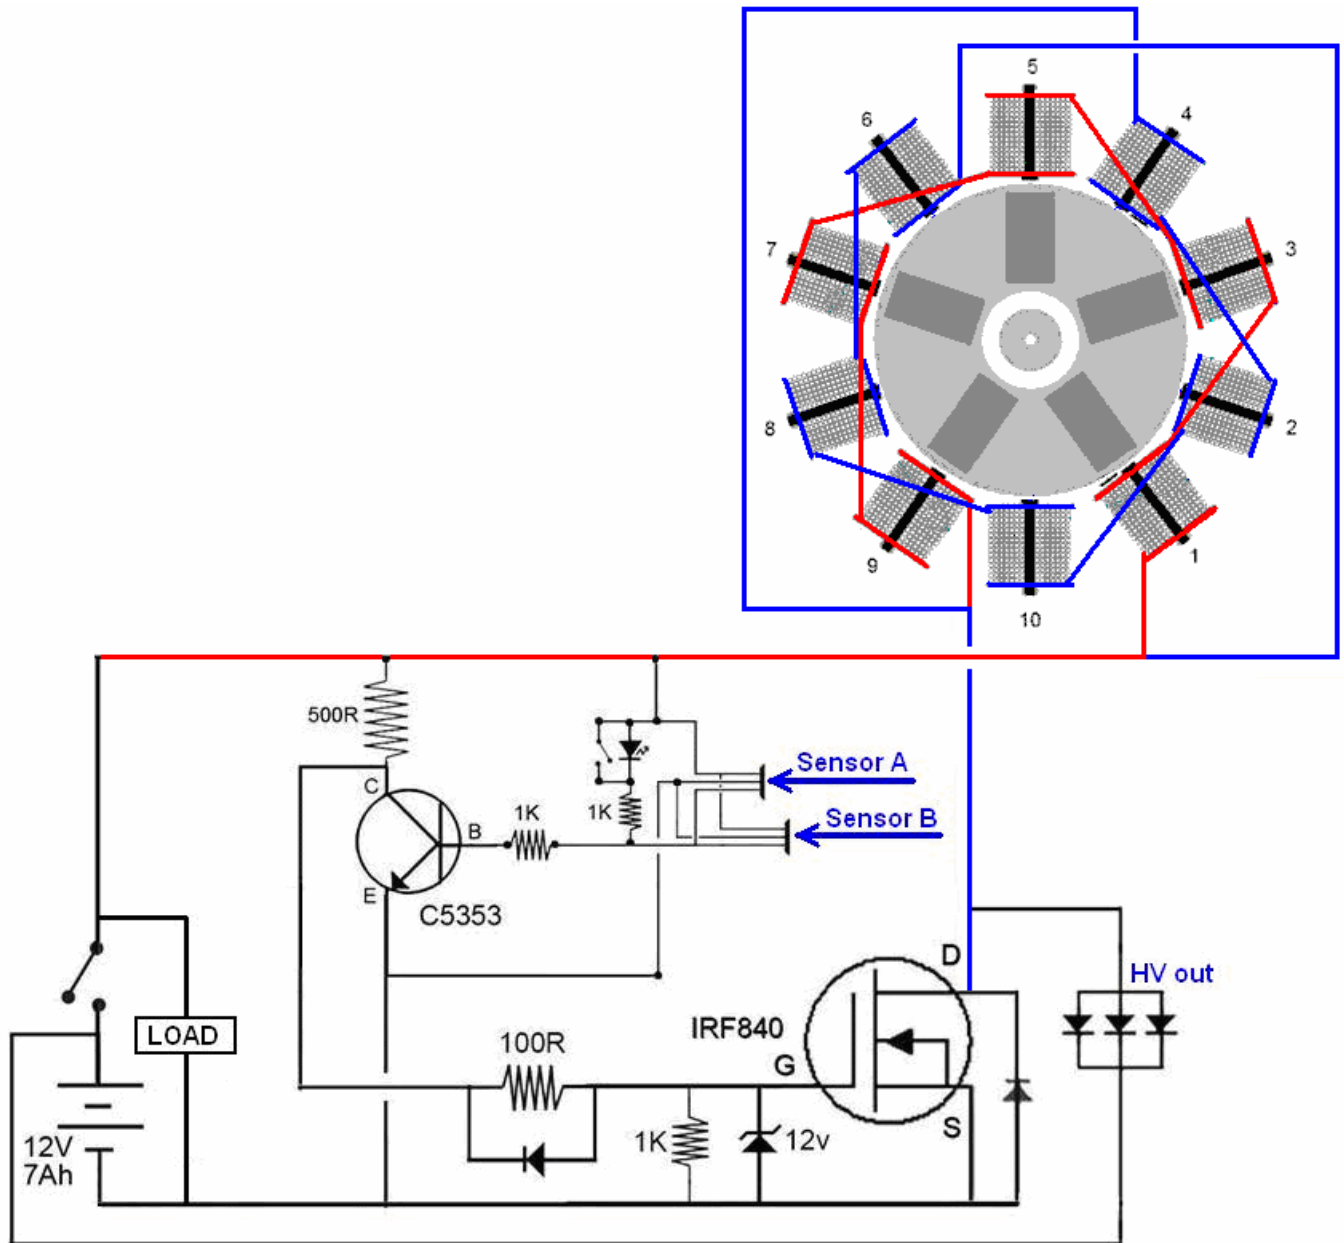 5
6
4
7
3
8
2
9
1
10
500R
C
Sensor A
1K
1K
B
Sensor B
E
C5353
D
HV out
IRF840
LOAD
100R
G
12V
7Ah
1K
12v
S